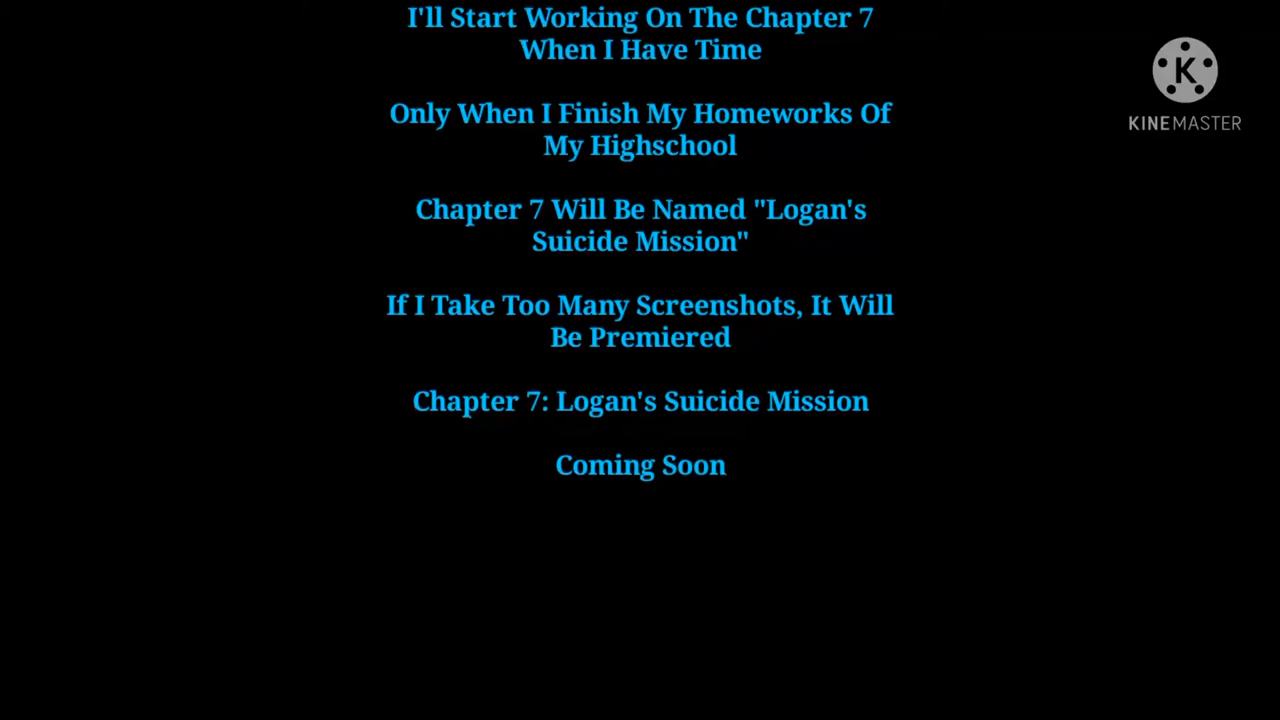 I'll Start Working On The Chapter 7
When I Have Time
Only When I Finish My Homeworks Of
My Highschool
Chapter 7 Will Be Named "Logan's
Suicide Mission"
If I Take Too Many Screenshots, It Will
Be Premiered
Chapter 7: Logan's Suicide Mission
Coming Soon
K
KINEMASTER